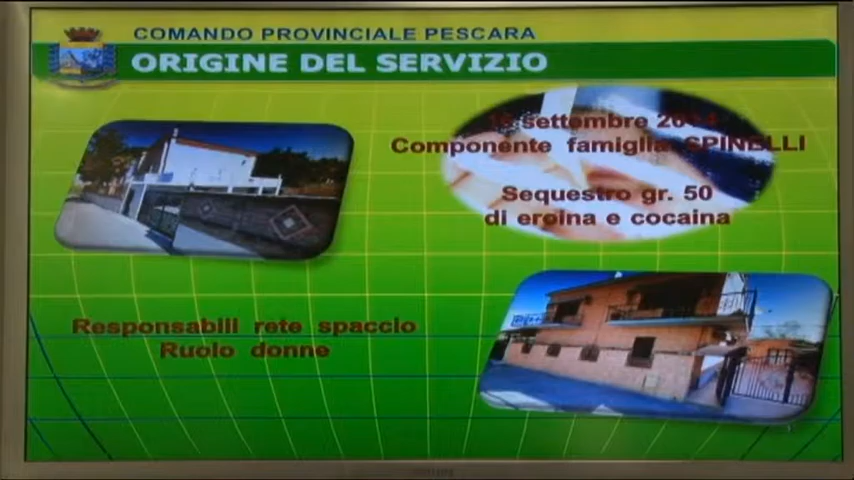 COMANDO PROVINCIALE PESCARA
ORIGINE DEL SERVIZIO
settembre
Componente famiglia SPINELLI
Sequestro gr. 50
di eroina e cocaina
Responsabili rete spaccio
Ruolo donne